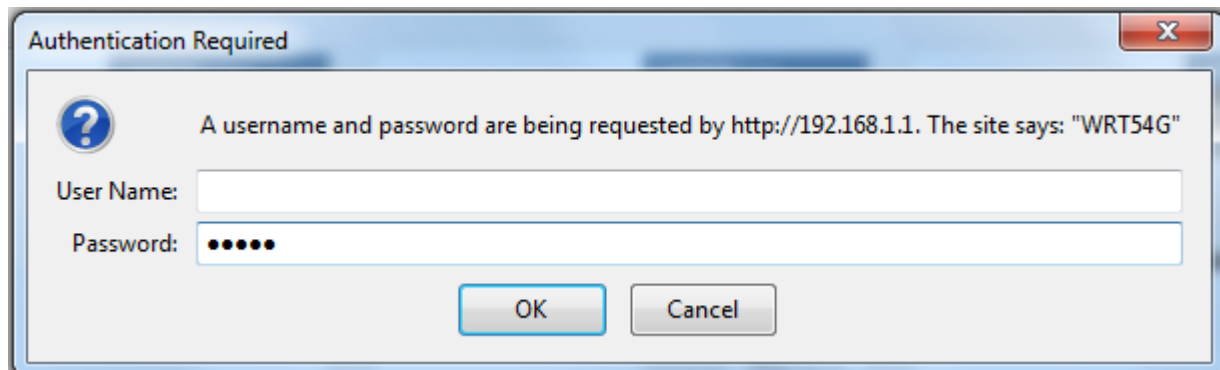 Authentication Required
A username and password are being requested by http://192.168.1.1. The site says: "WRT54G"
User Name:
Password: •••••
OK Cancel